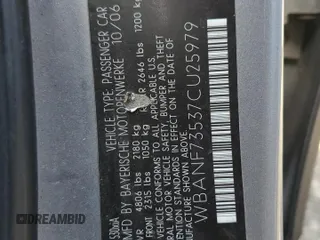 VEHICLE TYPE: PASSENGER CAR
MFD BY BAYERISCHE MOTORENWERKE 10/06
GVWR 4806 lbs 2180 kg
FRONT 2315 lbs 1050 kg REAR 2646 lbs 1200 kg
THIS VEHICLE CONFORMS TO ALL APPLICABLE U.S.
FEDERAL MOTOR VEHICLE SAFETY, BUMPER AND
THEFT PREVENTION STANDARDS IN EFFECT ON THE DATE
OF MANUFACTURE SHOWN ABOVE
WBANF73537CU25979
autobidmaster